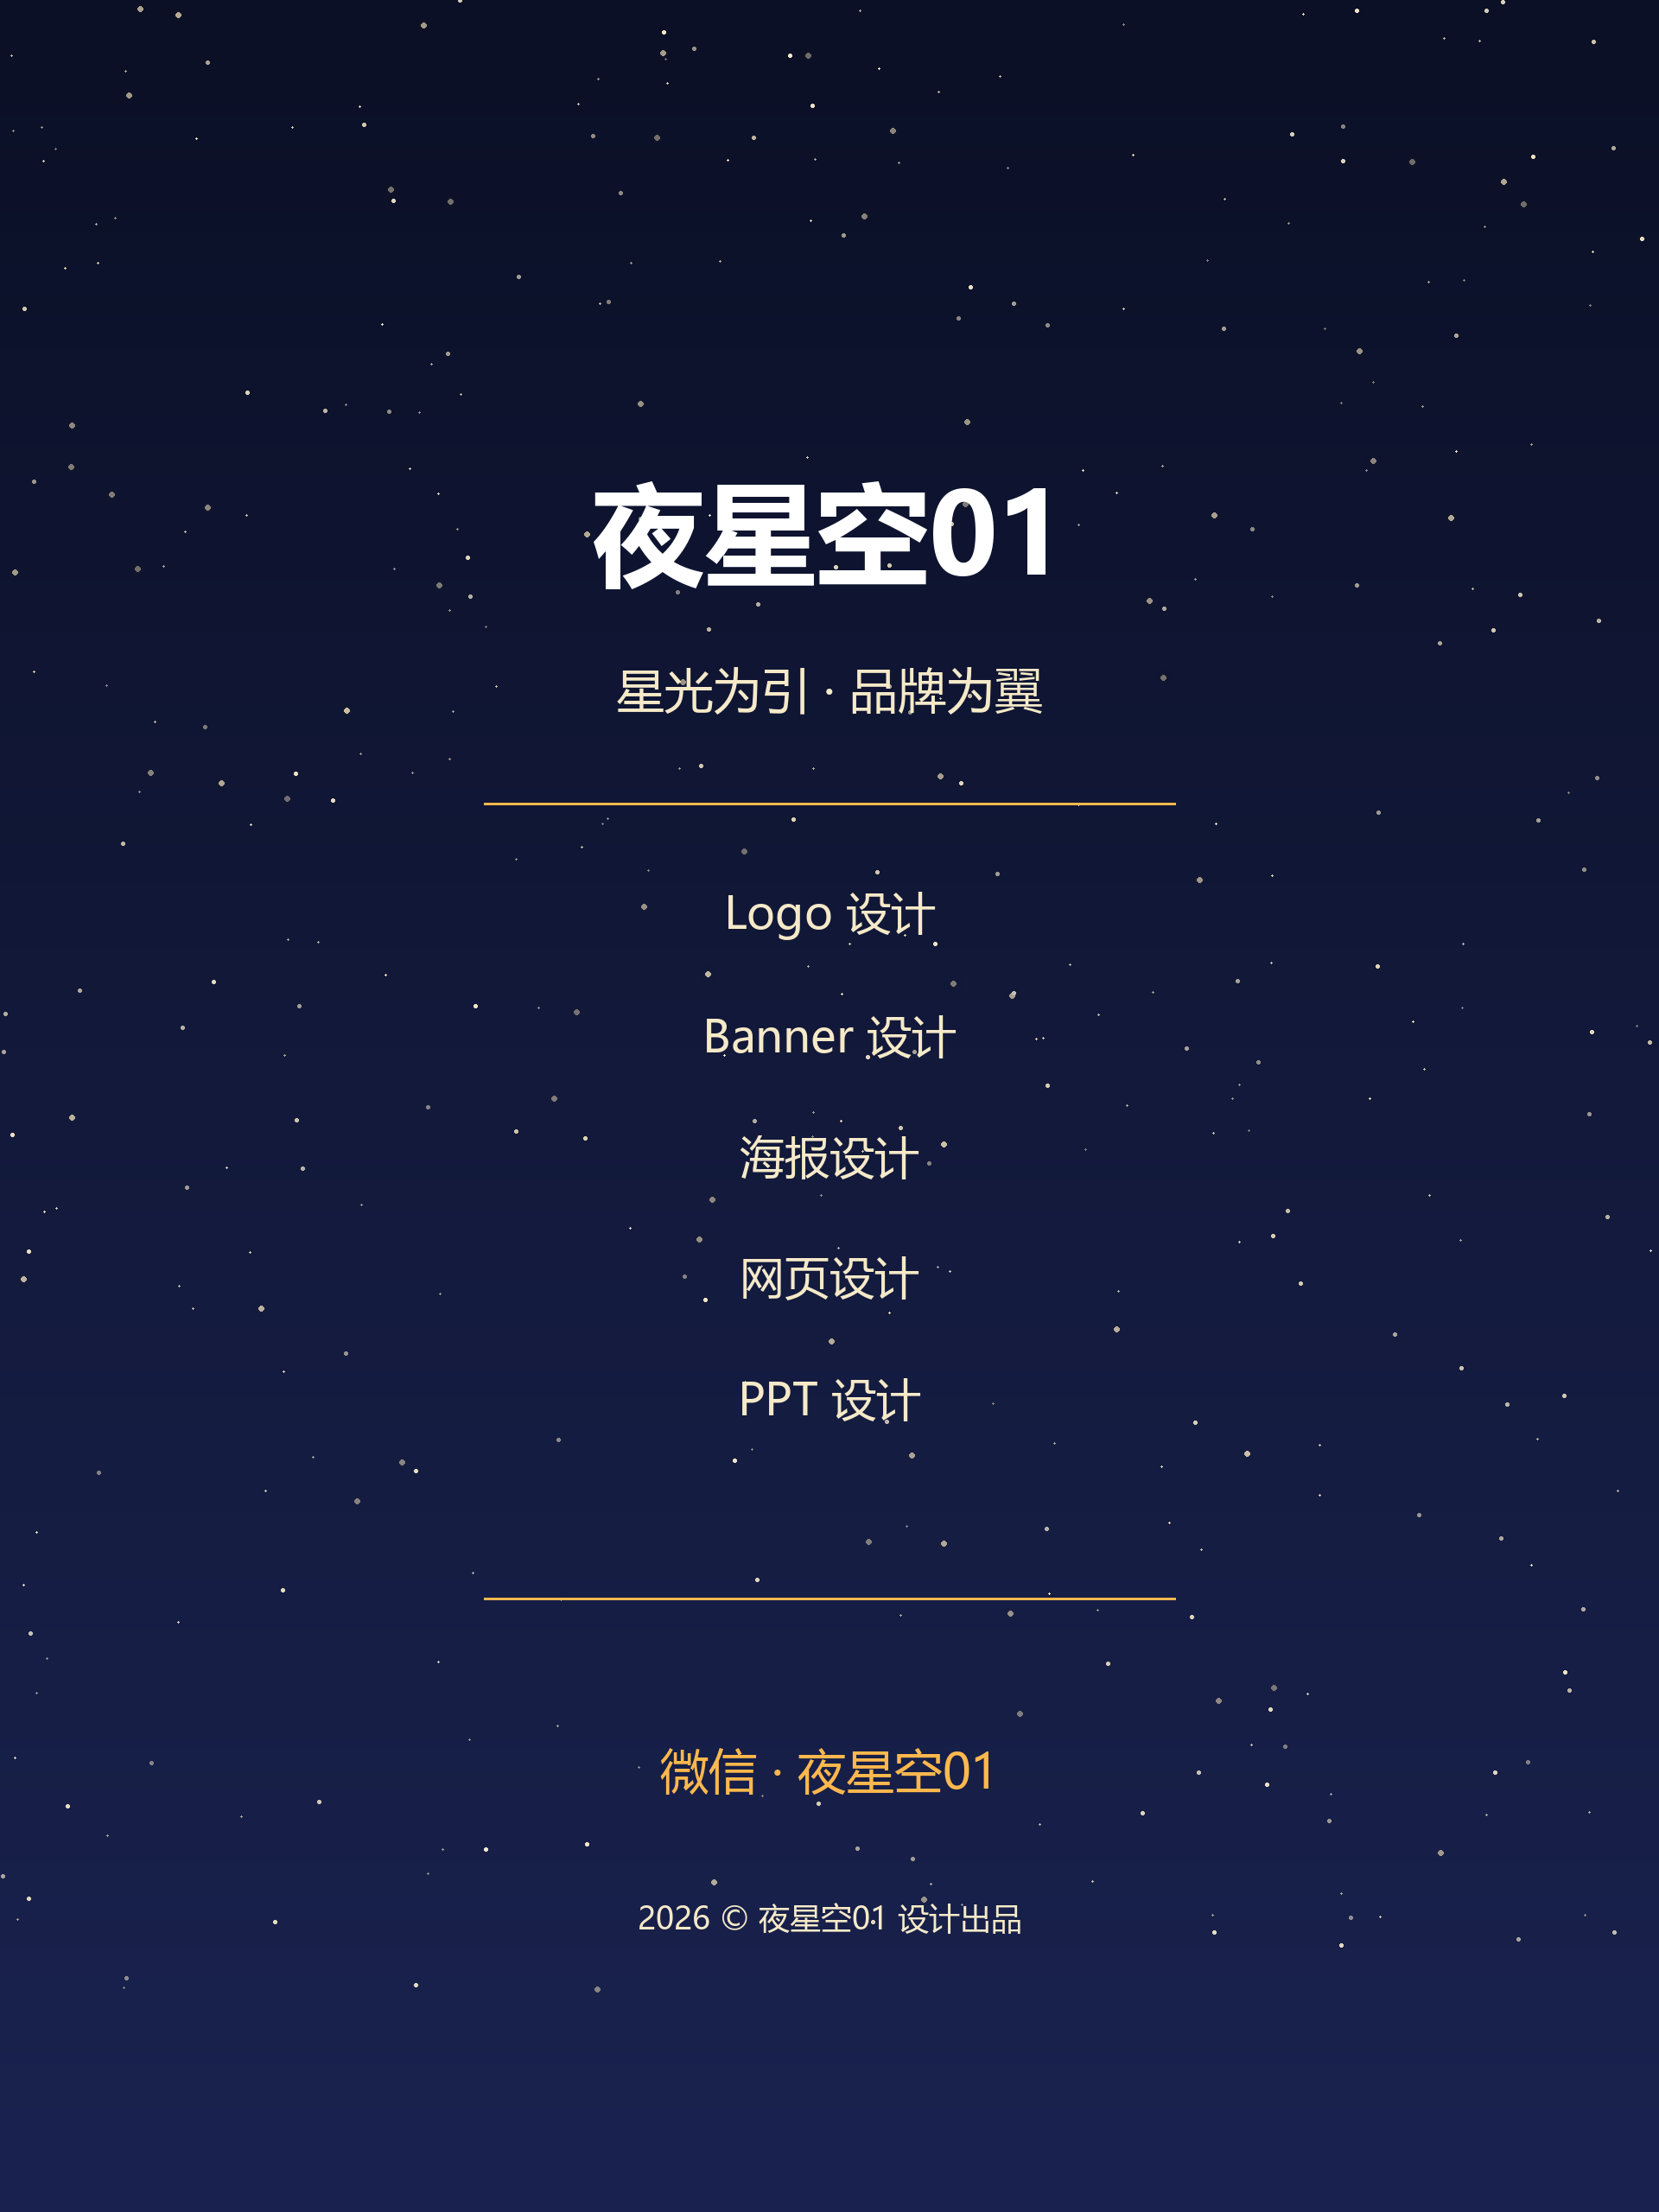 夜星空01
星光为引 · 品牌为翼
Logo 设计
Banner 设计
海报设计
网页设计
PPT 设计
微信 · 夜星空01
2026 © 夜星空01 设计出品